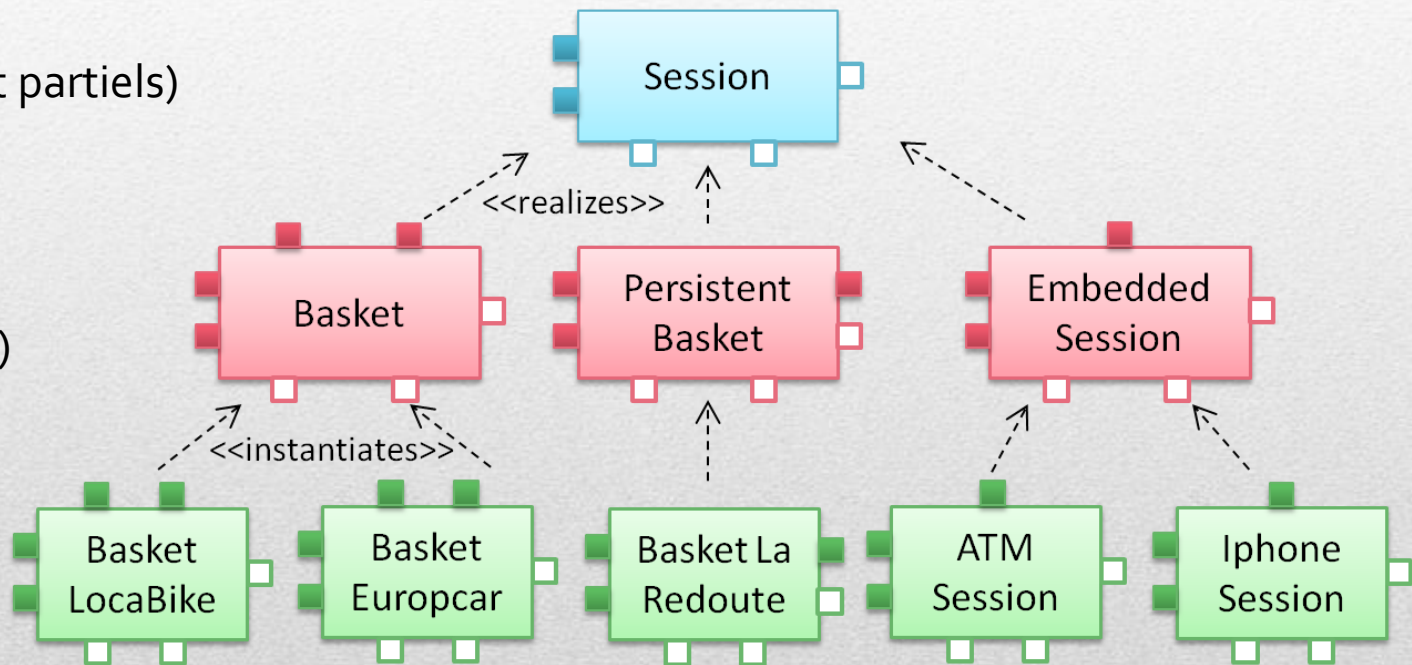 Session
t partiels)
<<realizes>>
Basket
Persistent
Basket
Embedded
Session
)
<<instantiates>>
Basket
LocaBike
Basket
Europcar
Basket La
Redoute
ATM
Session
Iphone
Session